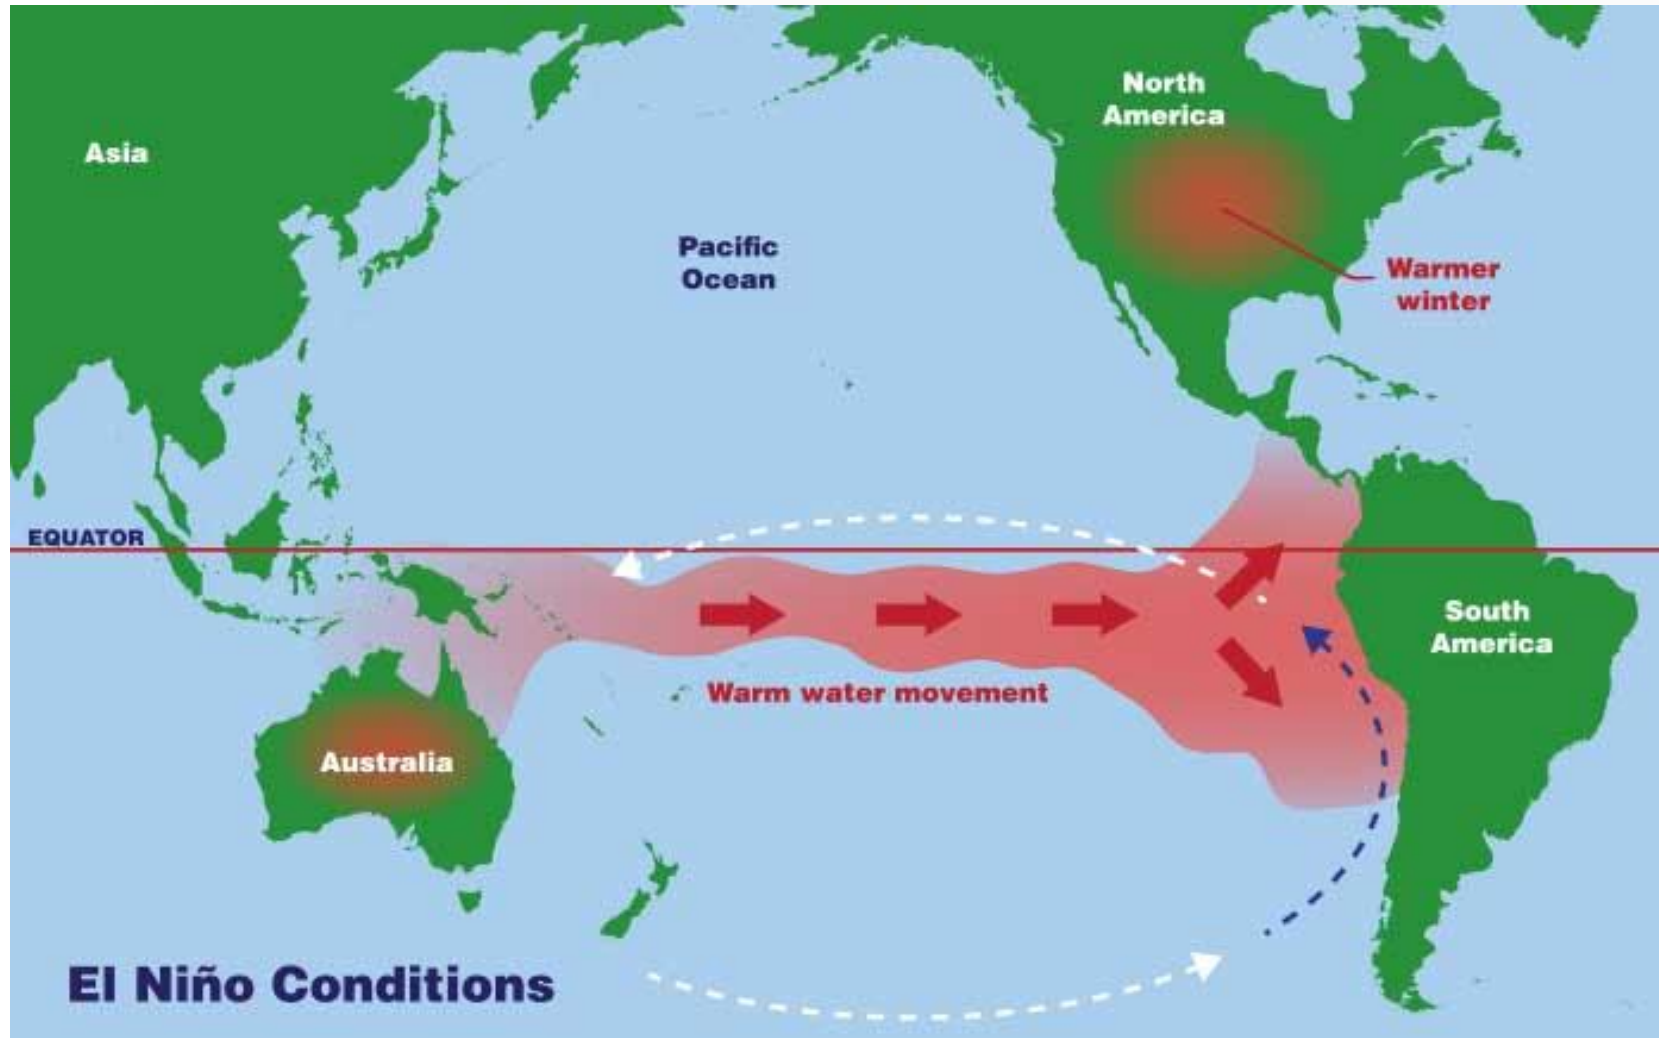 North
America
Asia
Pacific
Ocean
Warmer
winter
EQUATOR
South
America
Warm water movement
Australia
El Niño Conditions